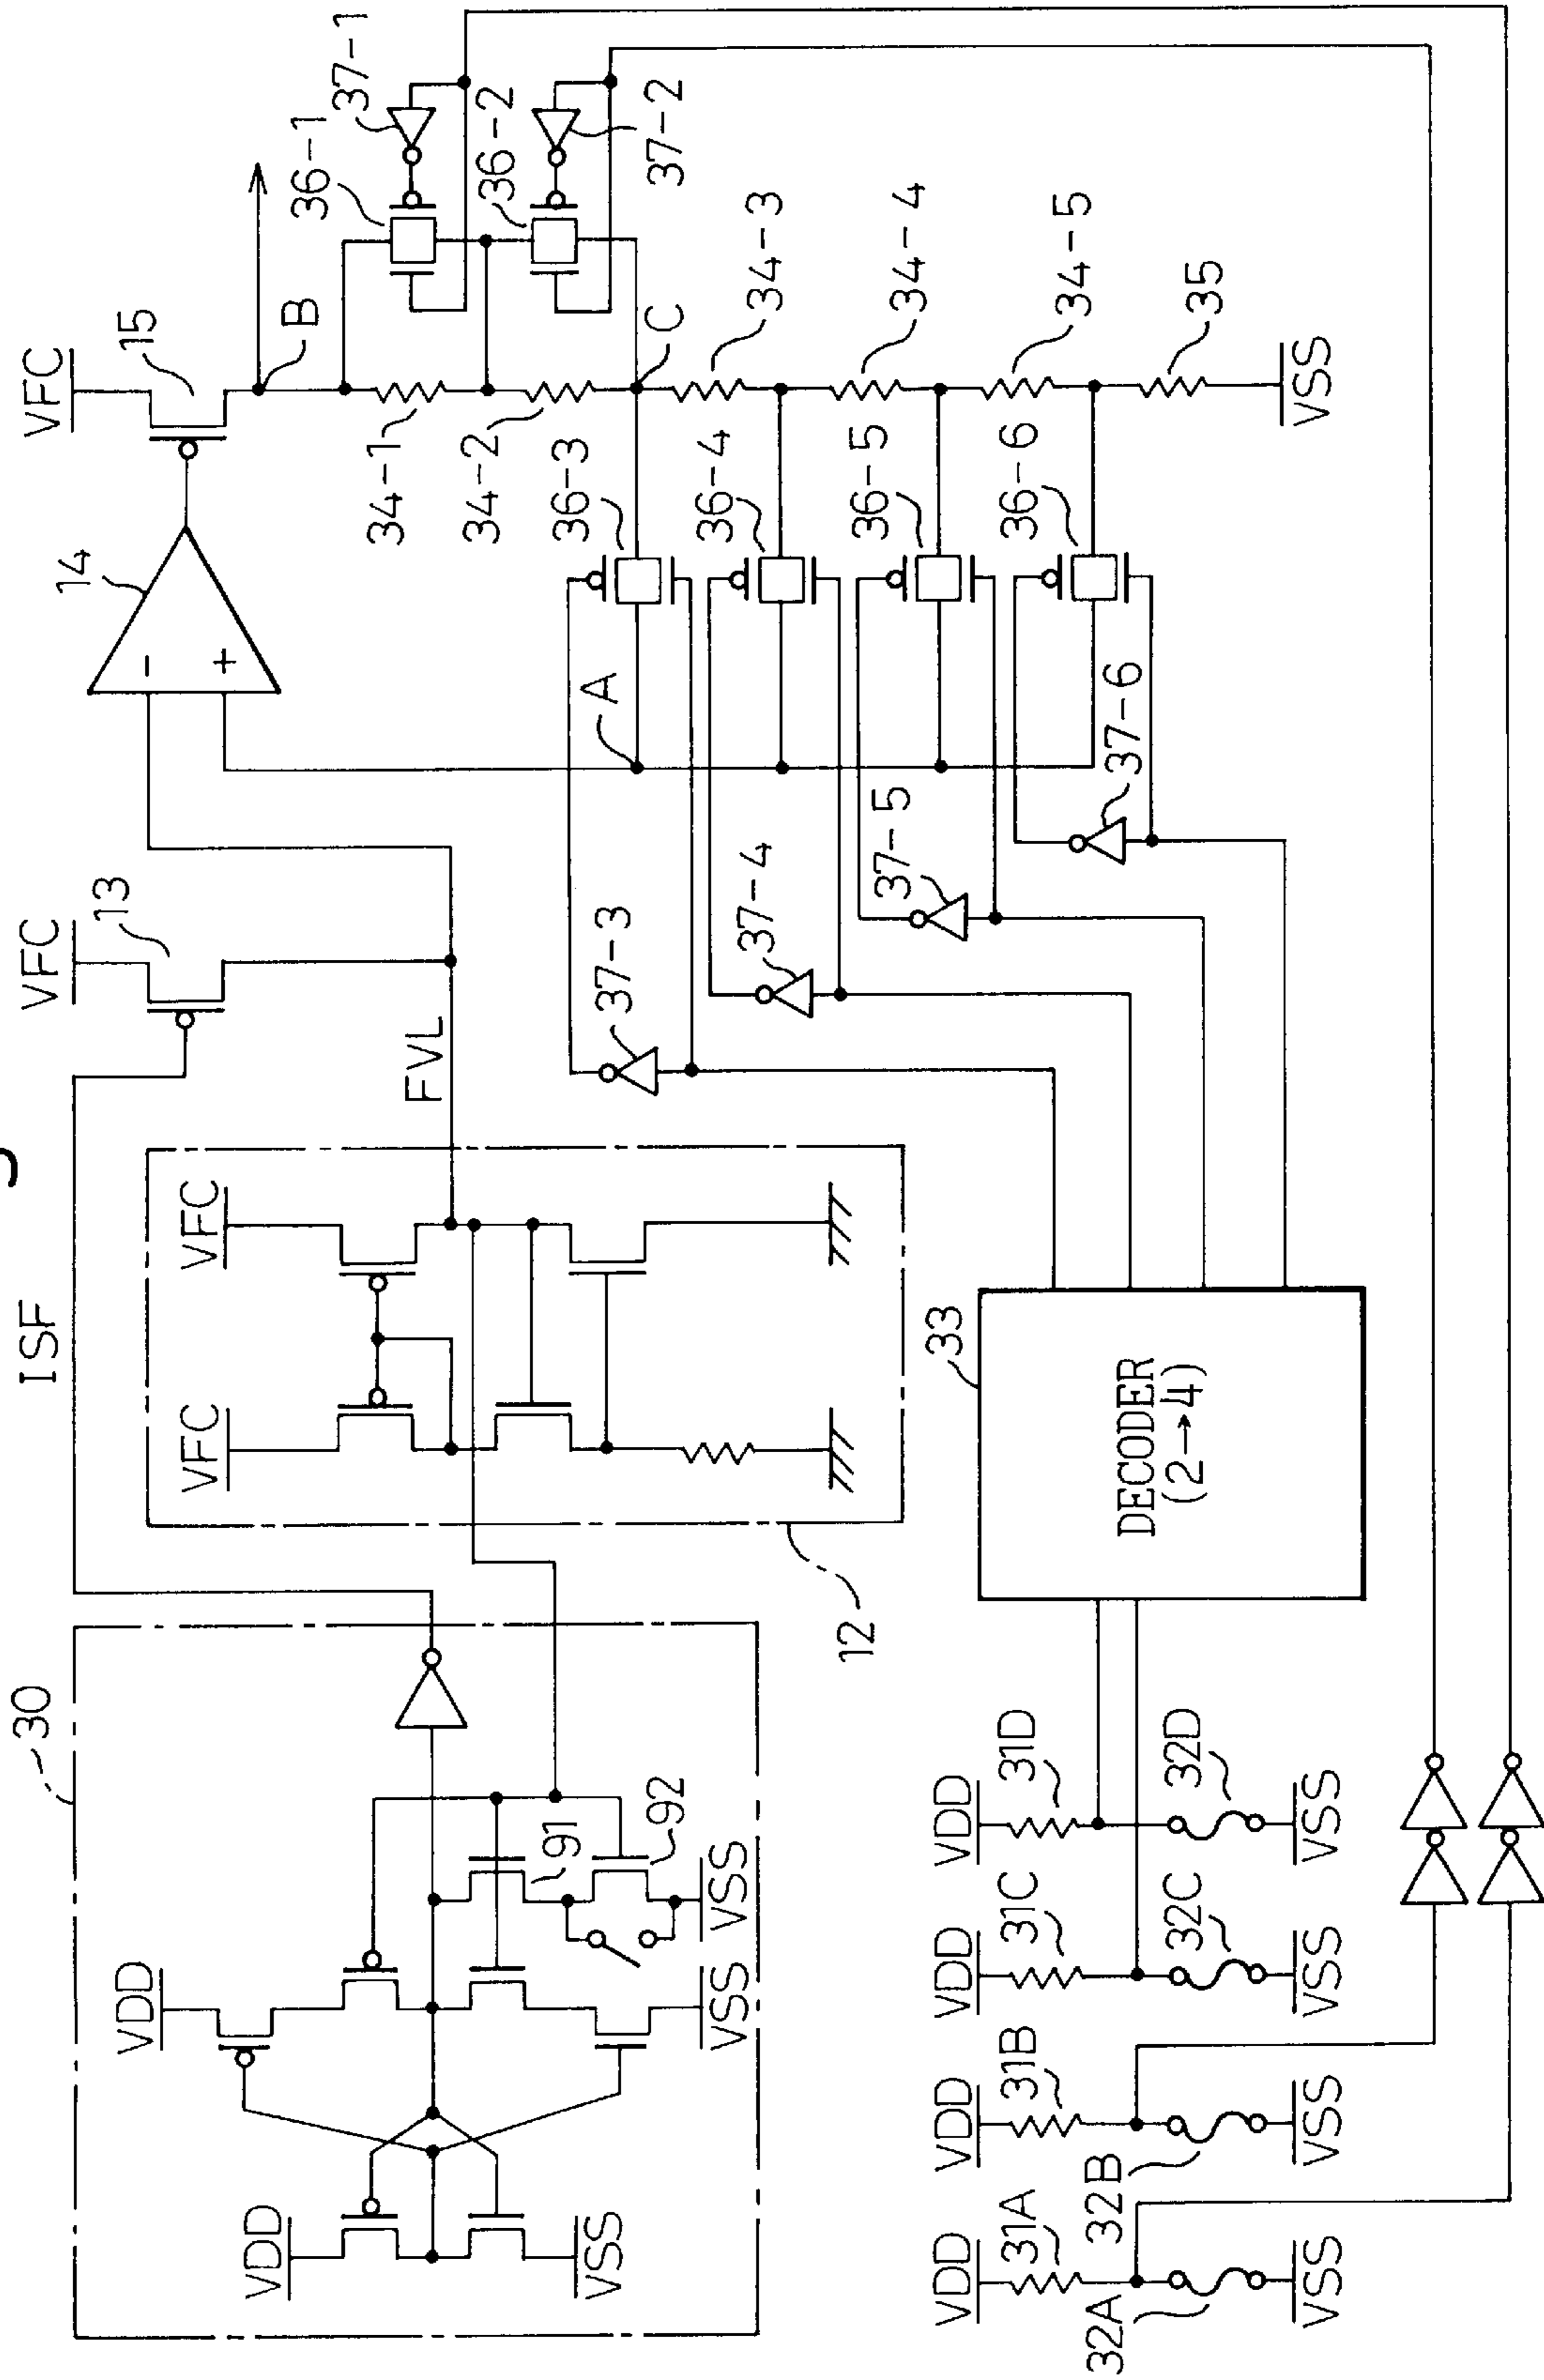 VFC
15
B
36-1
37-1
36-2
37-2
14
-
+
34-1
34-2
C
34-3
34-4
34-5
35
VSS
36-3
36-4
36-5
36-6
A
VFC
13
FVL
37-3
37-4
37-5
37-6
ISF
VFC
VFC
12
33
DECODER
(2→4)
30
VDD
VDD
91
92
VSS
VSS
VSS
VDD
31A
32A
VSS
VDD
31B
32B
VSS
VDD
31C
32C
VSS
VDD
31D
32D
VSS